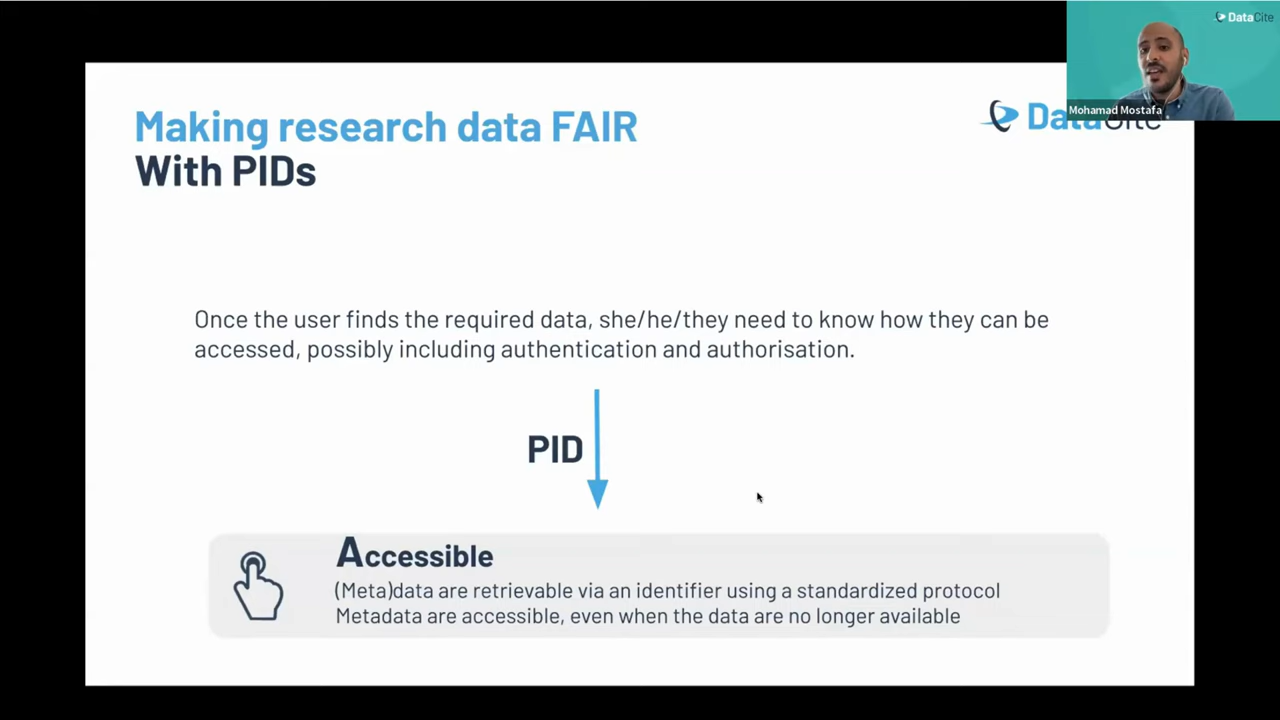 DataCite
Mohamad Mostafa
Making research data FAIR
With PIDs
DataCite
Once the user finds the required data, she/he/they need to know how they can be
accessed, possibly including authentication and authorisation.
PID
Accessible
(Meta)data are retrievable via an identifier using a standardized protocol
Metadata are accessible, even when the data are no longer available